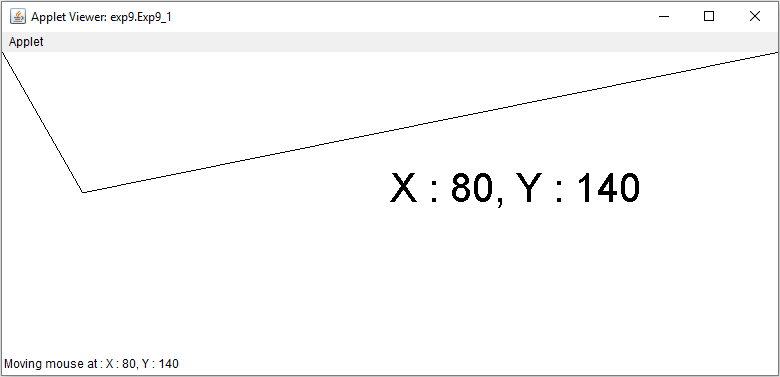 Applet Viewer: exp9.Exp9_1
Applet
X : 80, Y : 140
Moving mouse at : X : 80, Y : 140